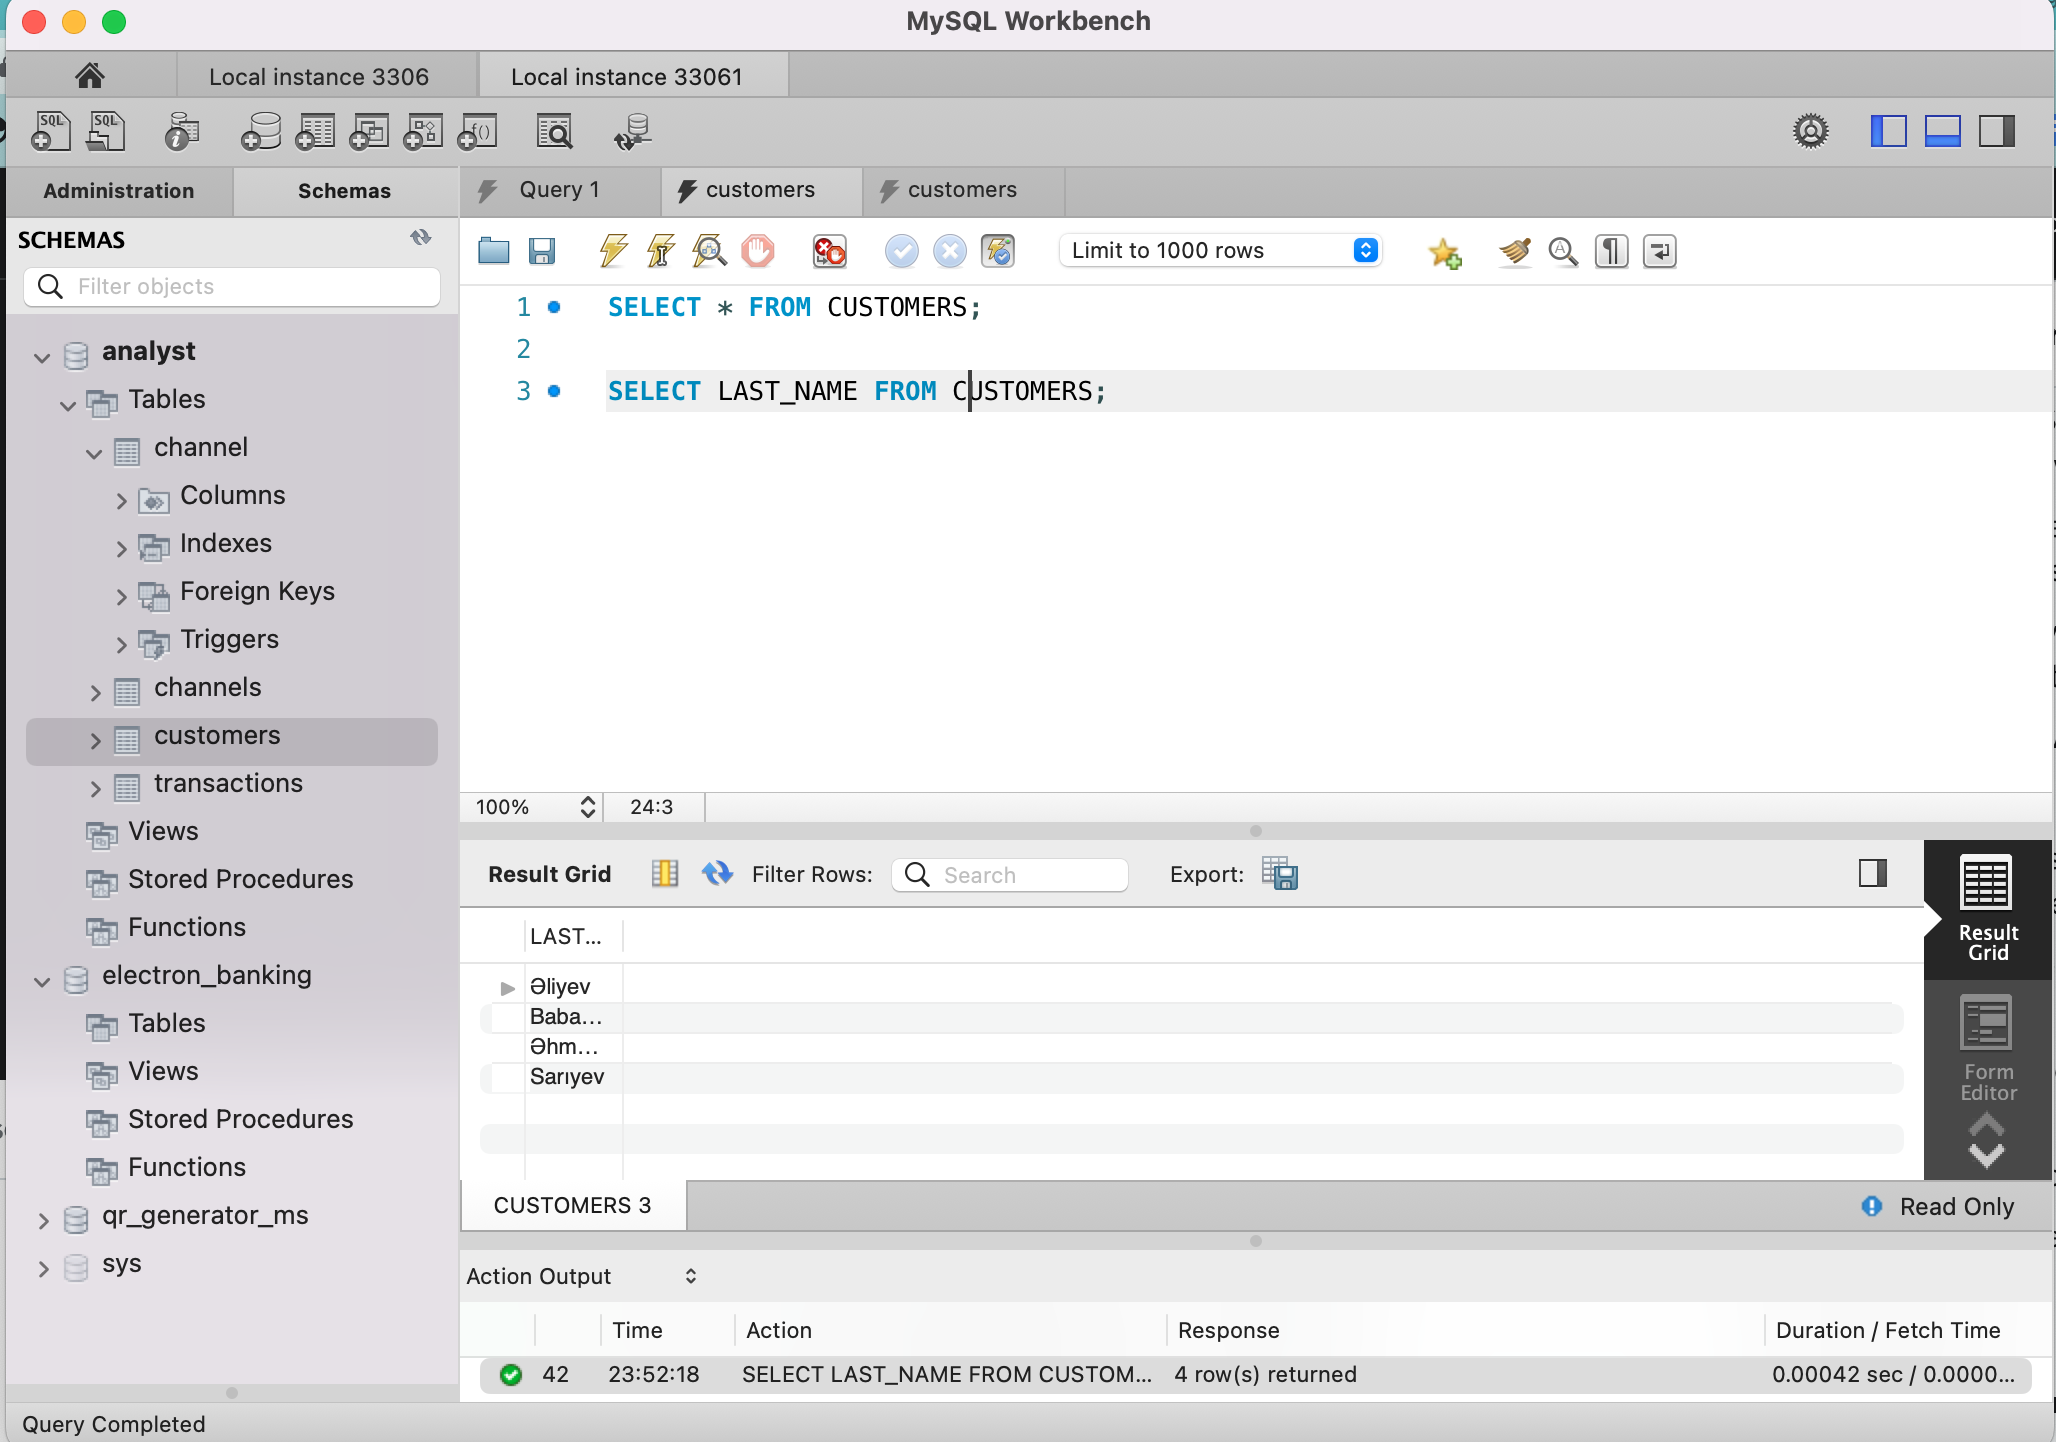 MySQL Workbench
Local instance 3306
Local instance 33061
SQL
SQL
Administration
Schemas
Query 1
customers
customers
SCHEMAS
Filter objects
Limit to 1000 rows
1 SELECT * FROM CUSTOMERS;
2
3 SELECT LAST_NAME FROM CUSTOMERS;
analyst
Tables
channel
Columns
Indexes
Foreign Keys
Triggers
channels
customers
transactions
Views
Stored Procedures
Functions
electron_banking
Tables
Views
Stored Procedures
Functions
qr_generator_ms
sys
100%
24:3
Result Grid
Filter Rows:
Search
Export:
LAST...
Əliyev
Baba...
Əhm...
Sarıyev
Result
Grid
Form
Editor
CUSTOMERS 3
Read Only
Action Output
Time Action Response Duration / Fetch Time
42 23:52:18 SELECT LAST_NAME FROM CUSTOM... 4 row(s) returned 0.00042 sec / 0.0000...
Query Completed